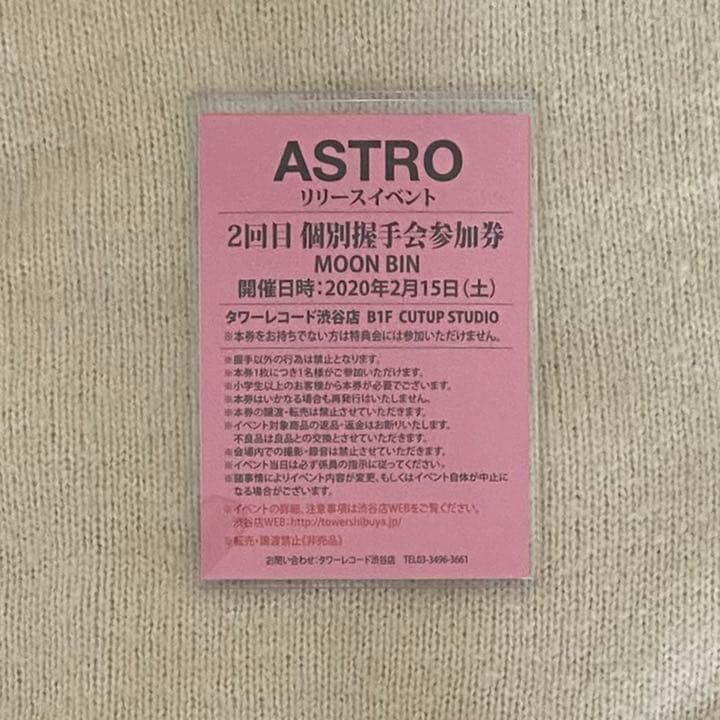 ASTRO
リリースイベント
2回目 個別握手会参加券
MOON BIN
開催日時：2020年2月15日（土）
タワーレコード渋谷店 B1F CUTUP STUDIO
※本券をお持ちでない方は特典会には参加いただけません。
※握手以外の行為は禁止となります。
※本券1枚につき1名様がご参加いただけます。
※小学生以上のお客様から本券が必要でございます。
※本券はいかなる場合も再発行はいたしません。
※本券の譲渡・転売は禁止させていただきます。
※イベント対象商品の返品・返金はお断りいたします。
不良品は良品との交換とさせていただきます。
※会場内での撮影・録音は禁止させていただきます。
※イベント当日は必ず係員の指示に従ってください。
※諸事情によりイベント内容が変更、もしくはイベント自体が中止に
なる場合がございます。
※イベントの詳細、注意事項は渋谷店WEBをご覧ください。
渋谷店WEB：http://towershibuya.jp/
※転売・譲渡禁止《非売品》
お問い合わせ：タワーレコード渋谷店 TEL03-3496-3661